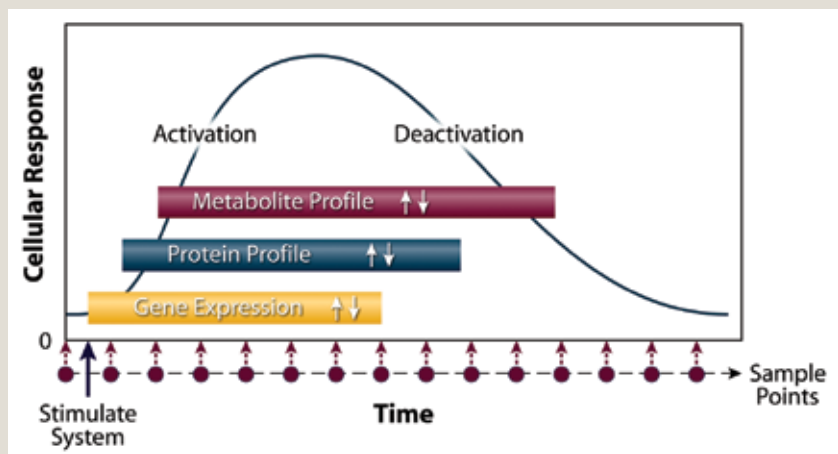 Cellular Response
Activation
Deactivation
Metabolite Profile
Protein Profile
Gene Expression
0
Sample
Points
Stimulate
System
Time